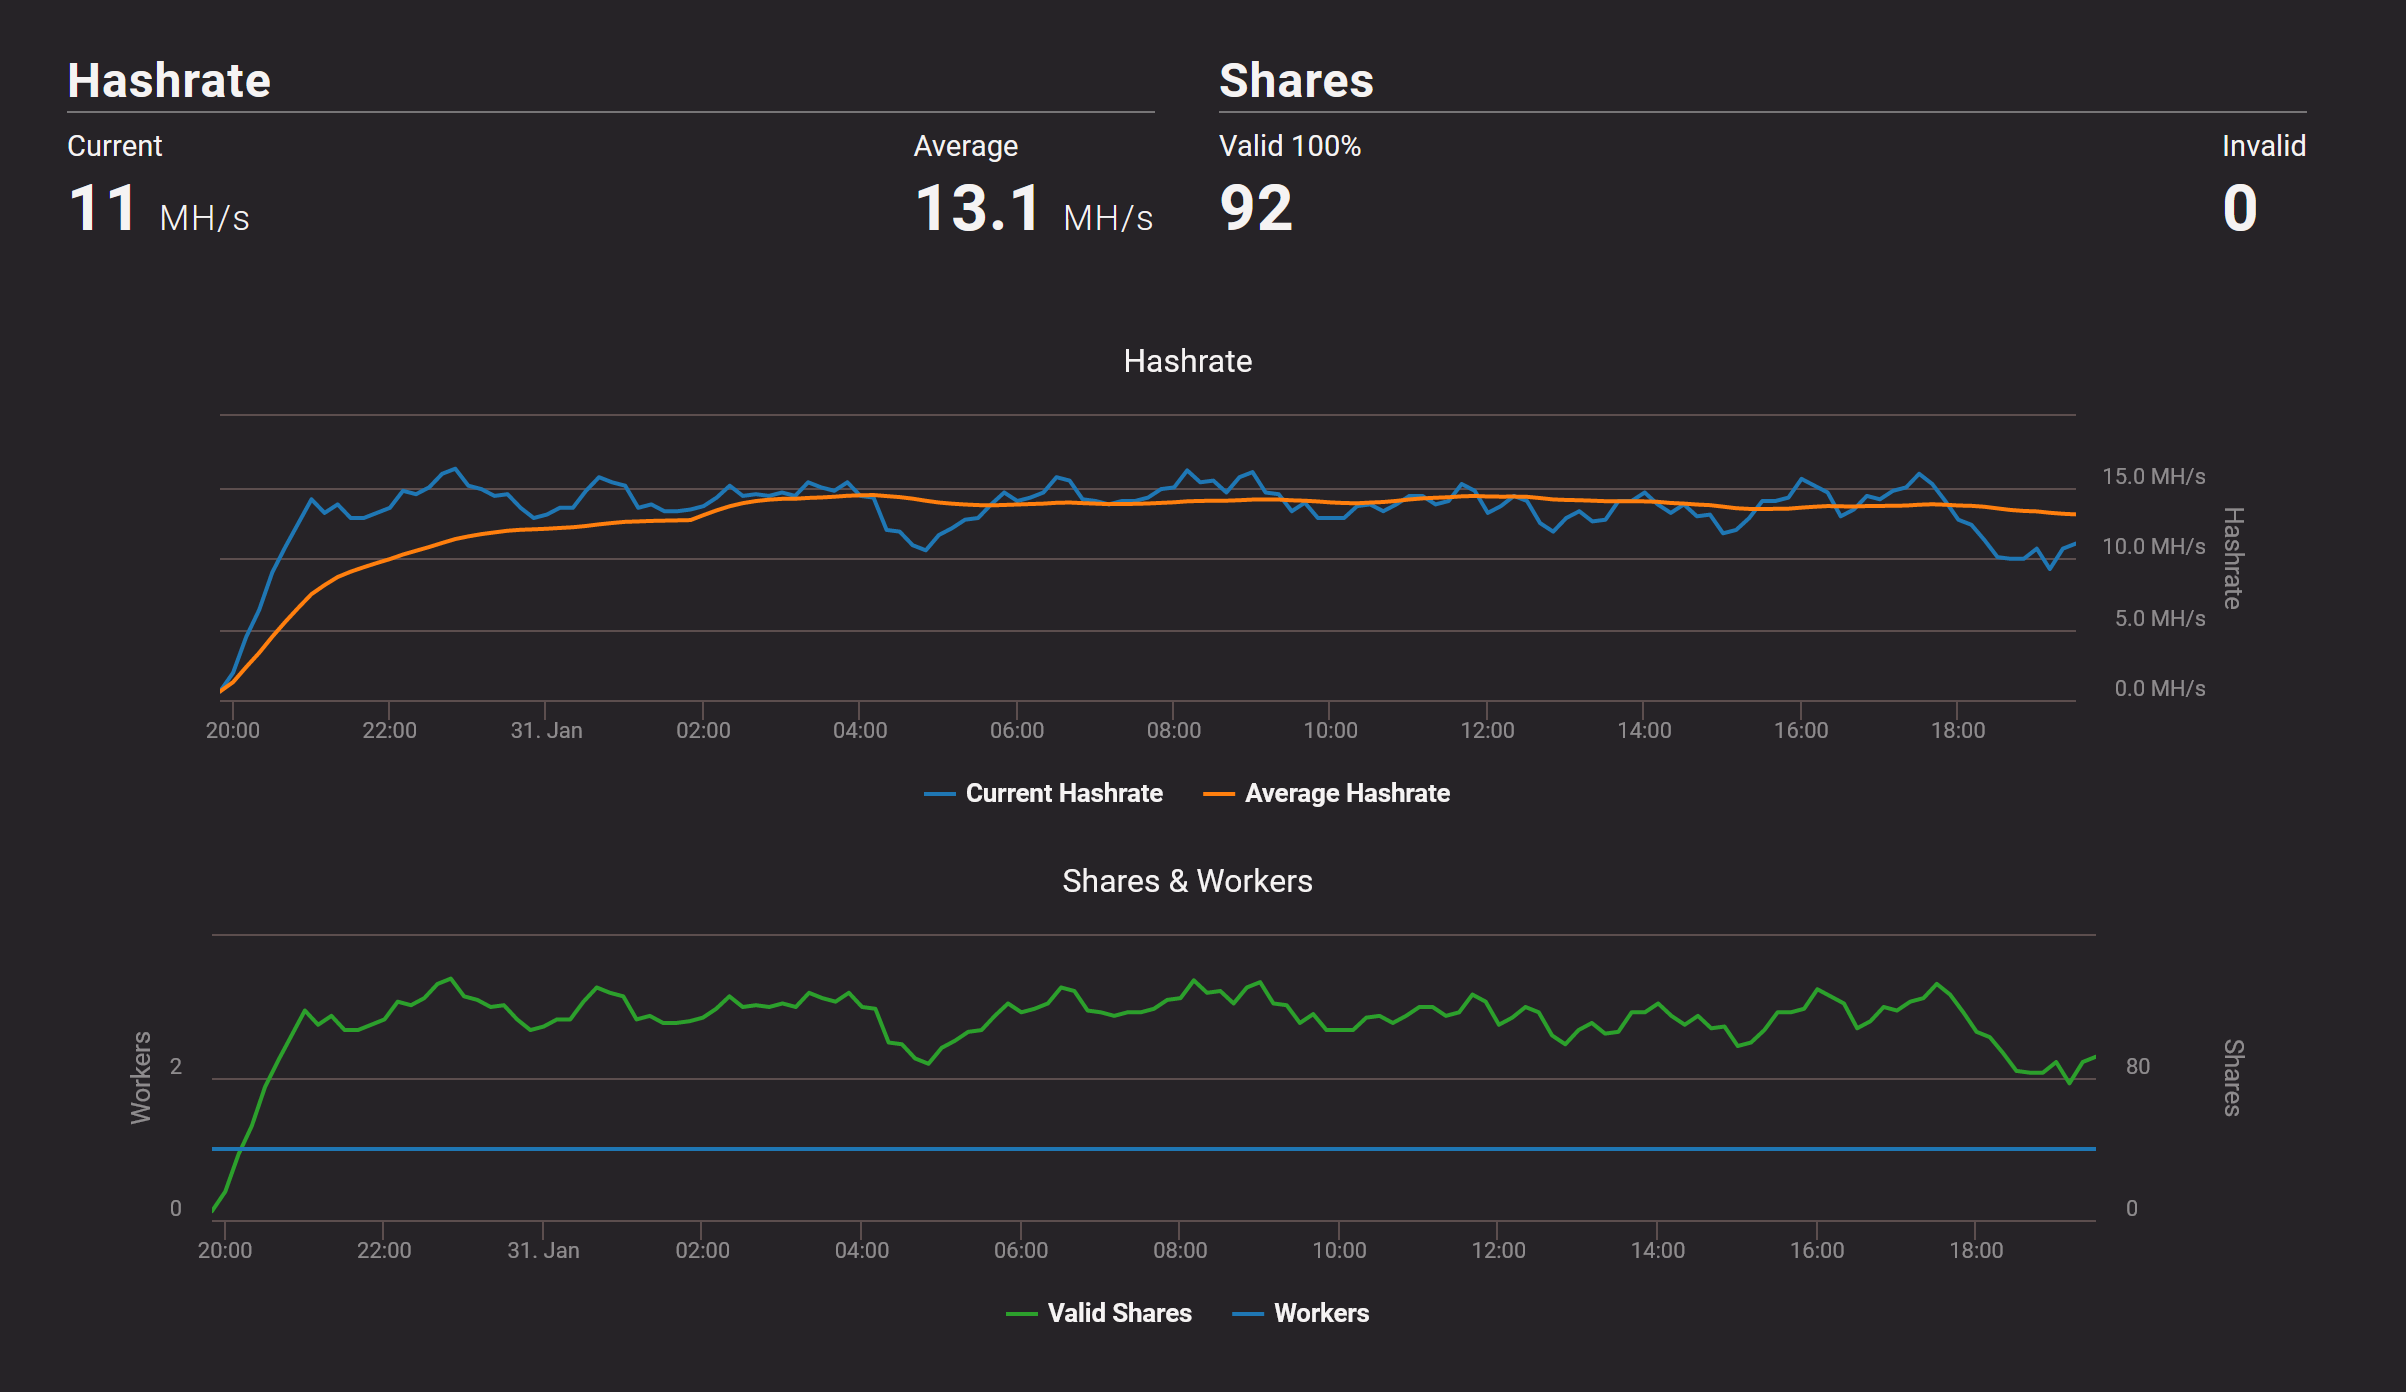 Hashrate
Current
Average
11 MH/s
13.1 MH/s
Shares
Valid 100%
Invalid
92
0
Hashrate
15.0 MH/s
10.0 MH/s
5.0 MH/s
0.0 MH/s
Hashrate
20:00 22:00 31. Jan 02:00 04:00 06:00 08:00 10:00 12:00 14:00 16:00 18:00
Current Hashrate Average Hashrate
Shares & Workers
Workers
2
0
80
0
Shares
20:00 22:00 31. Jan 02:00 04:00 06:00 08:00 10:00 12:00 14:00 16:00 18:00
Valid Shares Workers